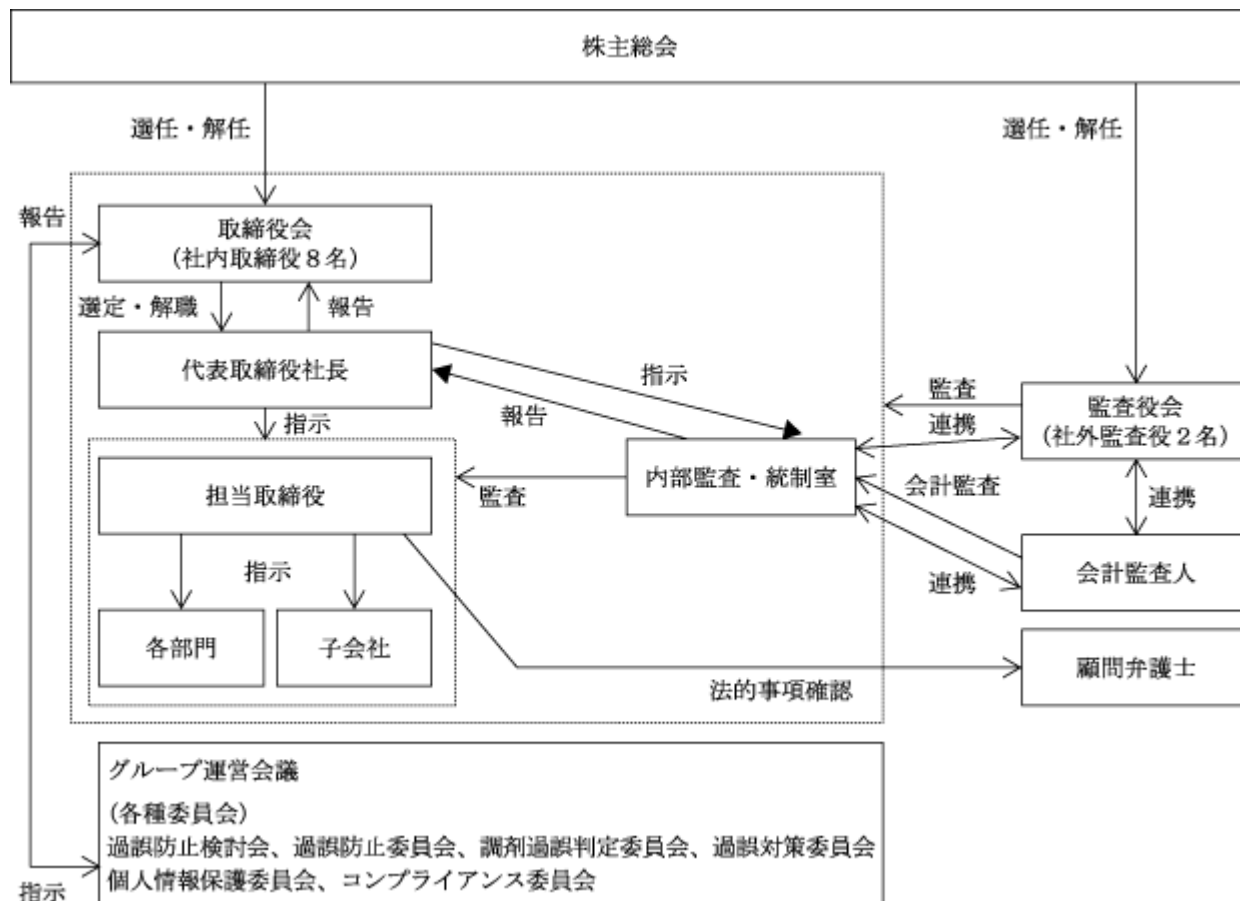 株主総会
選任・解任
選任・解任
報告
取締役会
(社内取締役8名)
選定・解職
報告
代表取締役社長
指示
報告
監査
監査役会
(社外監査役2名)
連携
指示
担当取締役
監査
内部監査・統制室
会計監査
連携
指示
連携
会計監査人
各部門
子会社
顧問弁護士
法的事項確認
グループ運営会議
(各種委員会)
過誤防止検討会、過誤防止委員会、調剤過誤判定委員会、過誤対策委員会
個人情報保護委員会、コンプライアンス委員会
指示